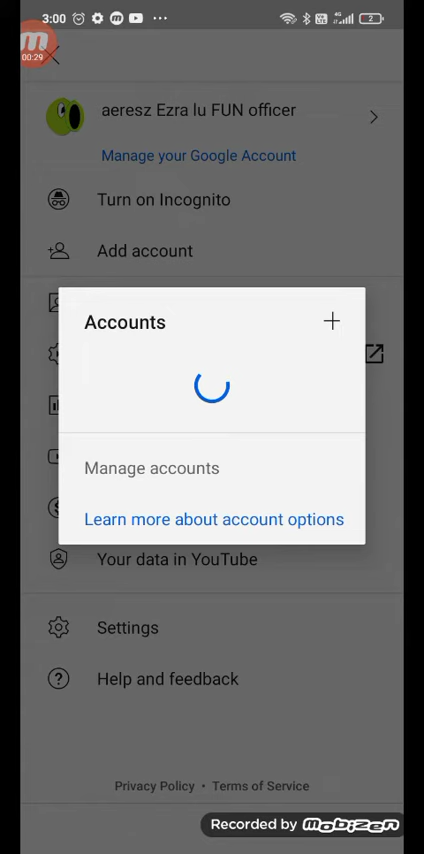 3:00
2
00:29
aeresz Ezra lu FUN officer
Manage your Google Account
Turn on Incognito
Add account
Accounts
Manage accounts
Learn more about account options
Your data in YouTube
Settings
Help and feedback
Privacy Policy • Terms of Service
Recorded by mobizen